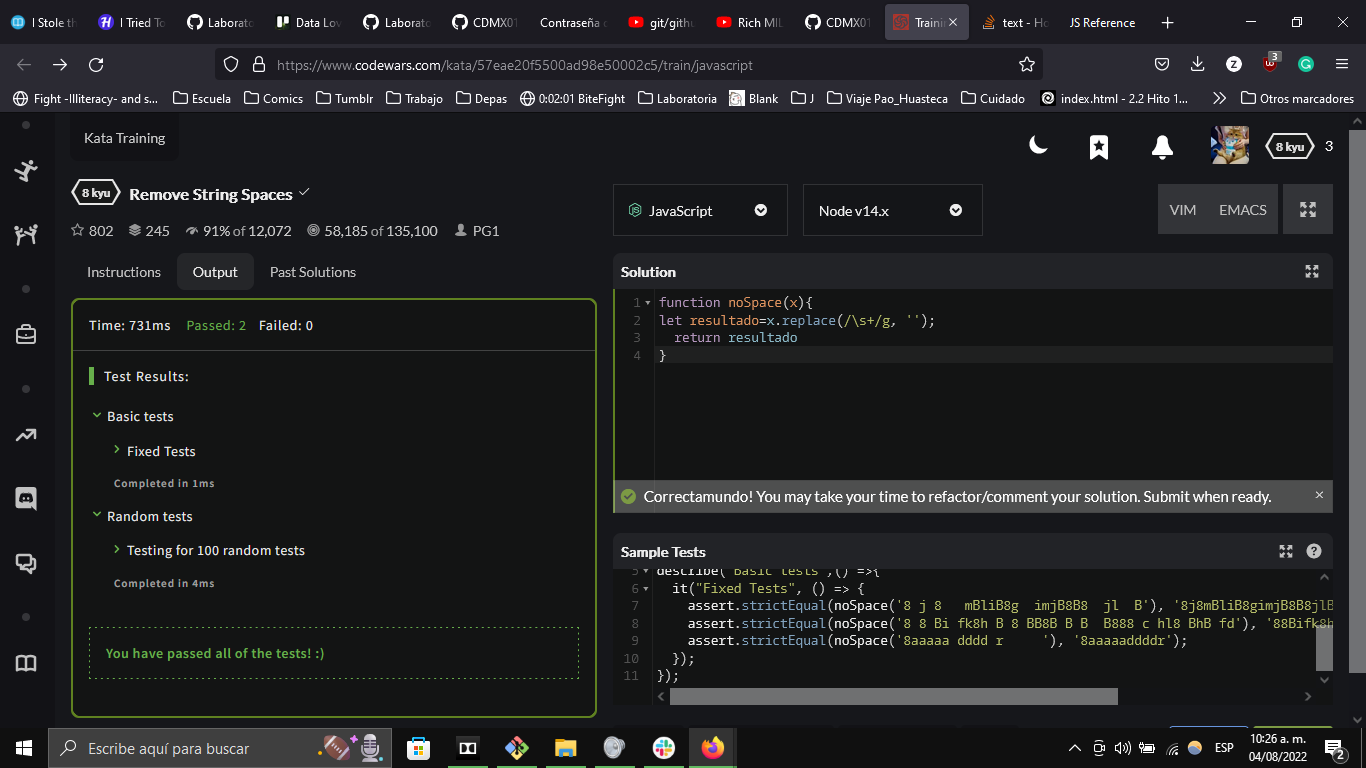 I Stole th
I Tried To
Laborato
Data Lov
Laborato
CDMX01
Contraseña
git/githu
Rich MIL
CDMX01
Traini
text - Ho
JS Reference
https://www.codewars.com/kata/57eae20f5500ad98e50002c5/train/javascript
3
Fight -Illiteracy- and s...
Escuela
Comics
Tumblr
Trabajo
Depas
0:02:01 BiteFight
Laboratoria
Blank
J
Viaje Pao_Huasteca
Cuidado
index.html - 2.2 Hito 1...
Otros marcadores
Kata Training
8 kyu
3
8 kyu Remove String Spaces
802 245 91% of 12,072 58,185 of 135,100 PG1
JavaScript
Node v14.x
VIM EMACS
Instructions Output Past Solutions
Time: 731ms Passed: 2 Failed: 0
Test Results:
Basic tests
Fixed Tests
Completed in 1ms
Random tests
Testing for 100 random tests
Completed in 4ms
You have passed all of the tests! :)
Solution
1 function noSpace(x){
2 let resultado=x.replace(/\s+/g, '');
3 return resultado
4 }
Correctamundo! You may take your time to refactor/comment your solution. Submit when ready.
Sample Tests
5 describe("Basic tests",() =>{
6 it("Fixed Tests", () => {
7 assert.strictEqual(noSpace('8 j 8   mBliB8g  imjB8B8  jl  B'), '8j8mBliB8gimjB8B8jlB
8 assert.strictEqual(noSpace('8 8 Bi fk8h B 8 BB8B B B  B888 c hl8 BhB fd'), '88Bifk8h
9 assert.strictEqual(noSpace('8aaaaa dddd r     '), '8aaaaaddddr');
10 });
11 });
Escribe aquí para buscar
ESP
10:26 a. m.
04/08/2022
2